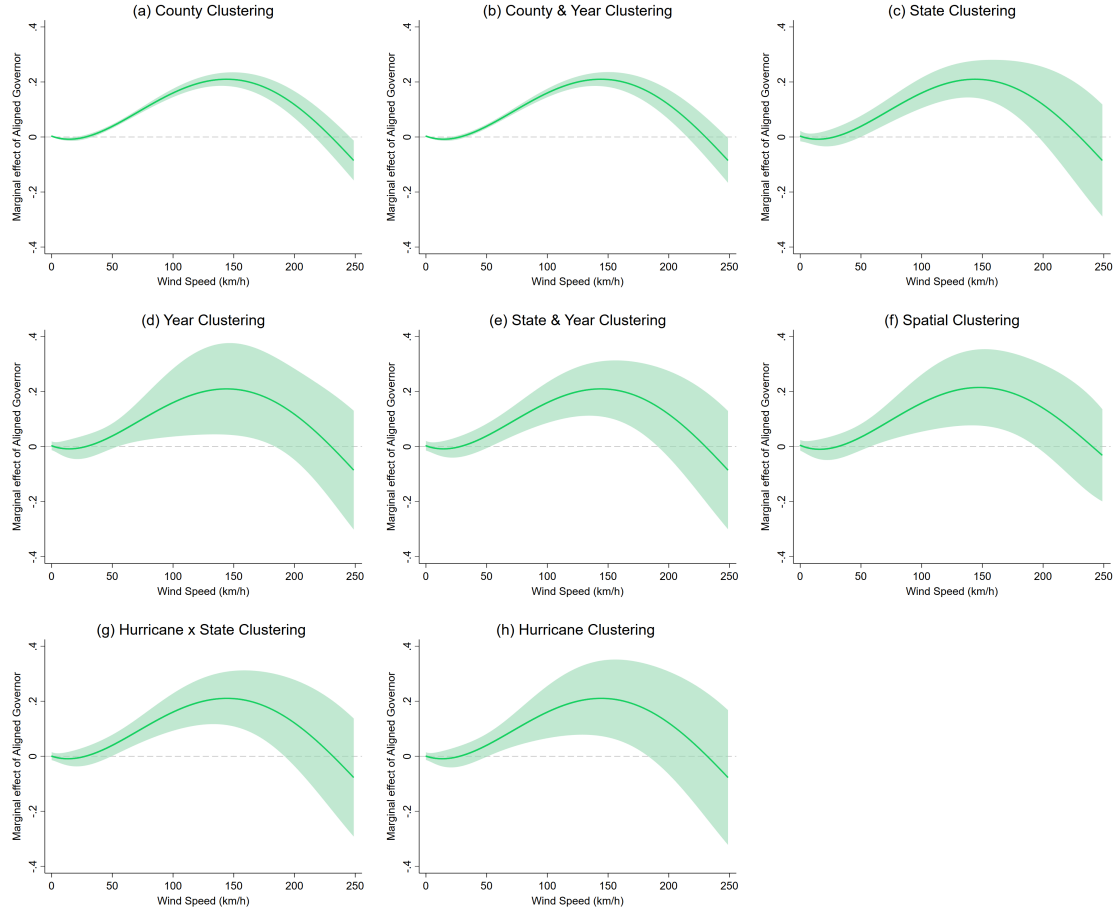 (a) County Clustering
Marginal effect of Aligned Governor
.4
.2
0
-.2
-.4
0 50 100 150 200 250
Wind Speed (km/h)
(b) County & Year Clustering
Marginal effect of Aligned Governor
.4
.2
0
-.2
-.4
0 50 100 150 200 250
Wind Speed (km/h)
(c) State Clustering
Marginal effect of Aligned Governor
.4
.2
0
-.2
-.4
0 50 100 150 200 250
Wind Speed (km/h)
(d) Year Clustering
Marginal effect of Aligned Governor
.4
.2
0
-.2
-.4
0 50 100 150 200 250
Wind Speed (km/h)
(e) State & Year Clustering
Marginal effect of Aligned Governor
.4
.2
0
-.2
-.4
0 50 100 150 200 250
Wind Speed (km/h)
(f) Spatial Clustering
Marginal effect of Aligned Governor
.4
.2
0
-.2
-.4
0 50 100 150 200 250
Wind Speed (km/h)
(g) Hurricane x State Clustering
Marginal effect of Aligned Governor
.4
.2
0
-.2
-.4
0 50 100 150 200 250
Wind Speed (km/h)
(h) Hurricane Clustering
Marginal effect of Aligned Governor
.4
.2
0
-.2
-.4
0 50 100 150 200 250
Wind Speed (km/h)